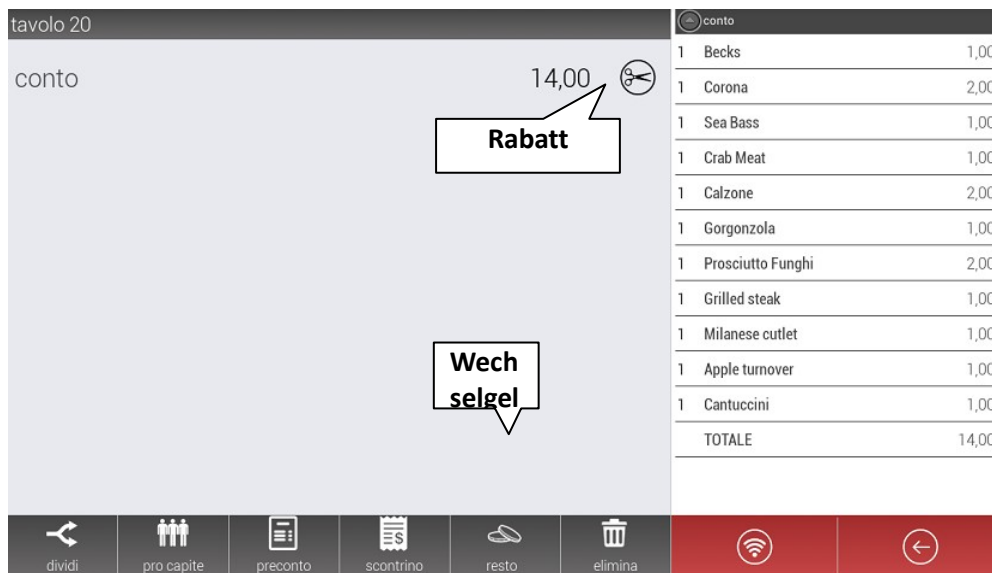 tavolo 20
conto 14,00
Rabatt
Wech
selgel
dividi pro capite preconto scontrino resto elimina
conto
1 Becks 1,00
1 Corona 2,00
1 Sea Bass 1,00
1 Crab Meat 1,00
1 Calzone 2,00
1 Gorgonzola 1,00
1 Prosciutto Funghi 2,00
1 Grilled steak 1,00
1 Milanese cutlet 1,00
1 Apple turnover 1,00
1 Cantuccini 1,00
TOTALE 14,00